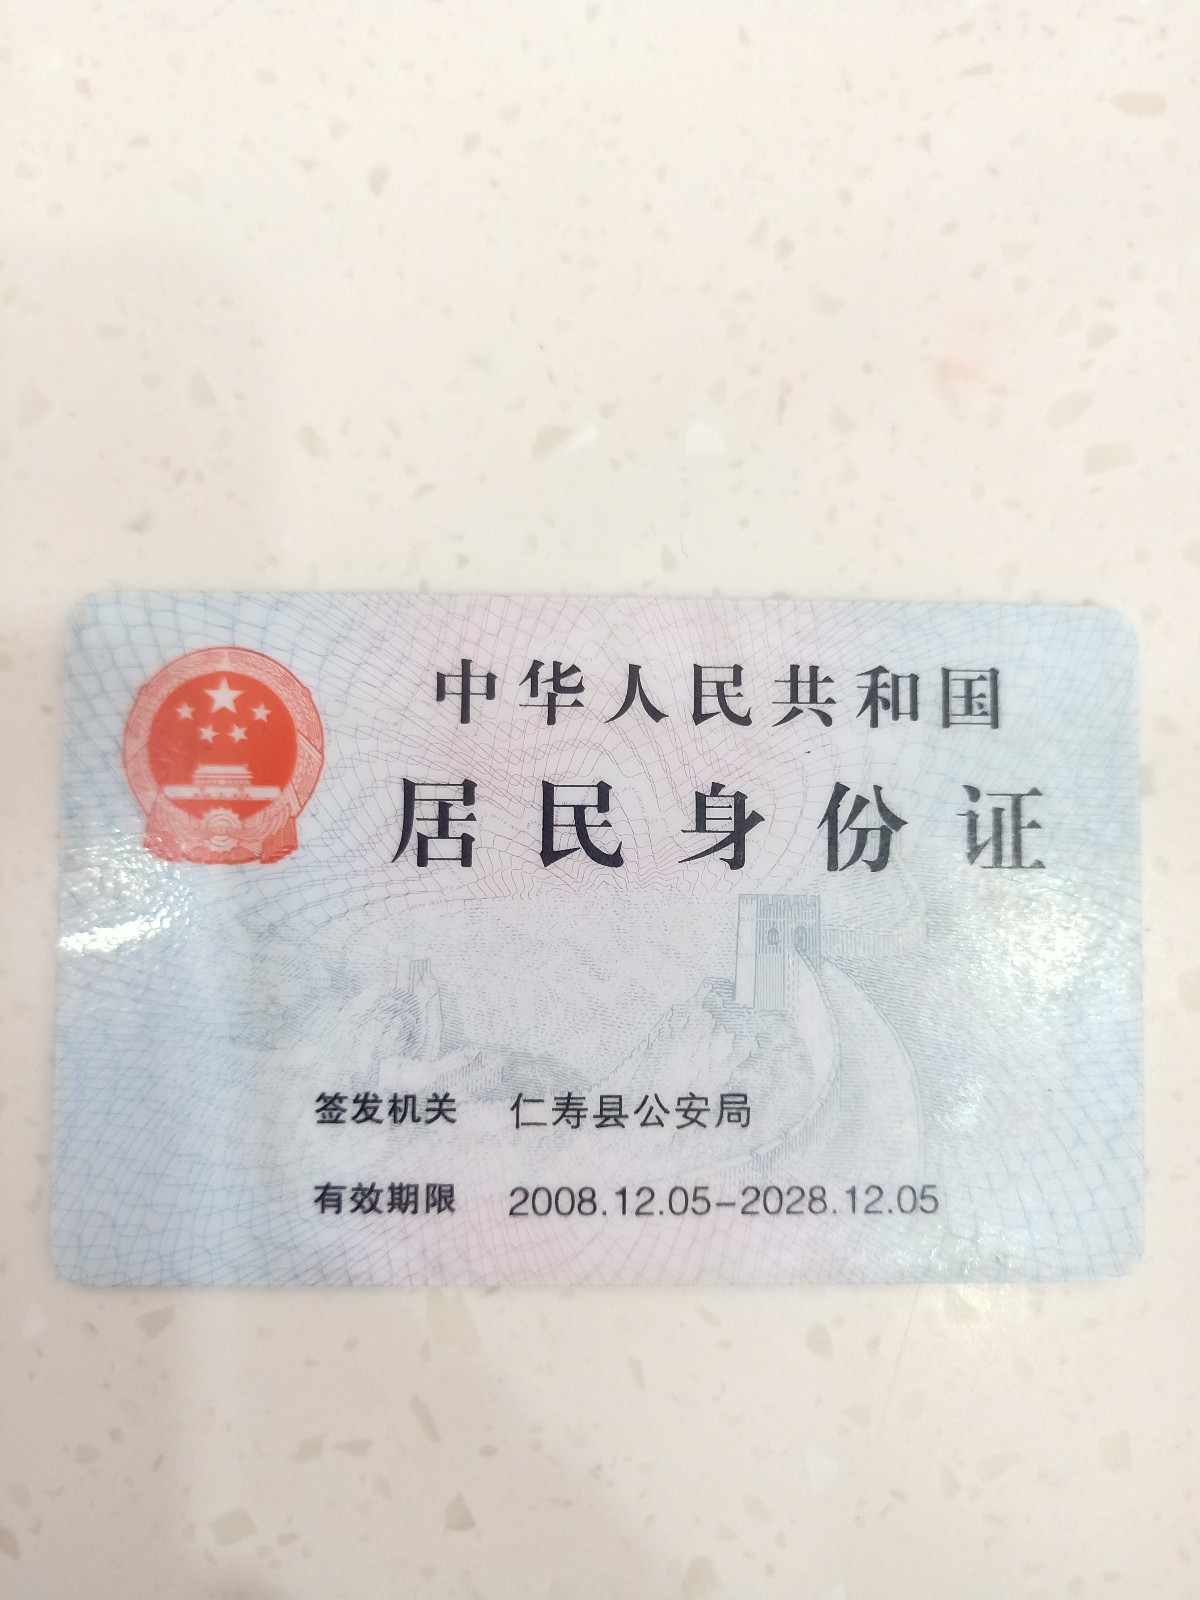 中华人民共和国
居民身份证
签发机关 仁寿县公安局
有效期限 2008.12.05-2028.12.05